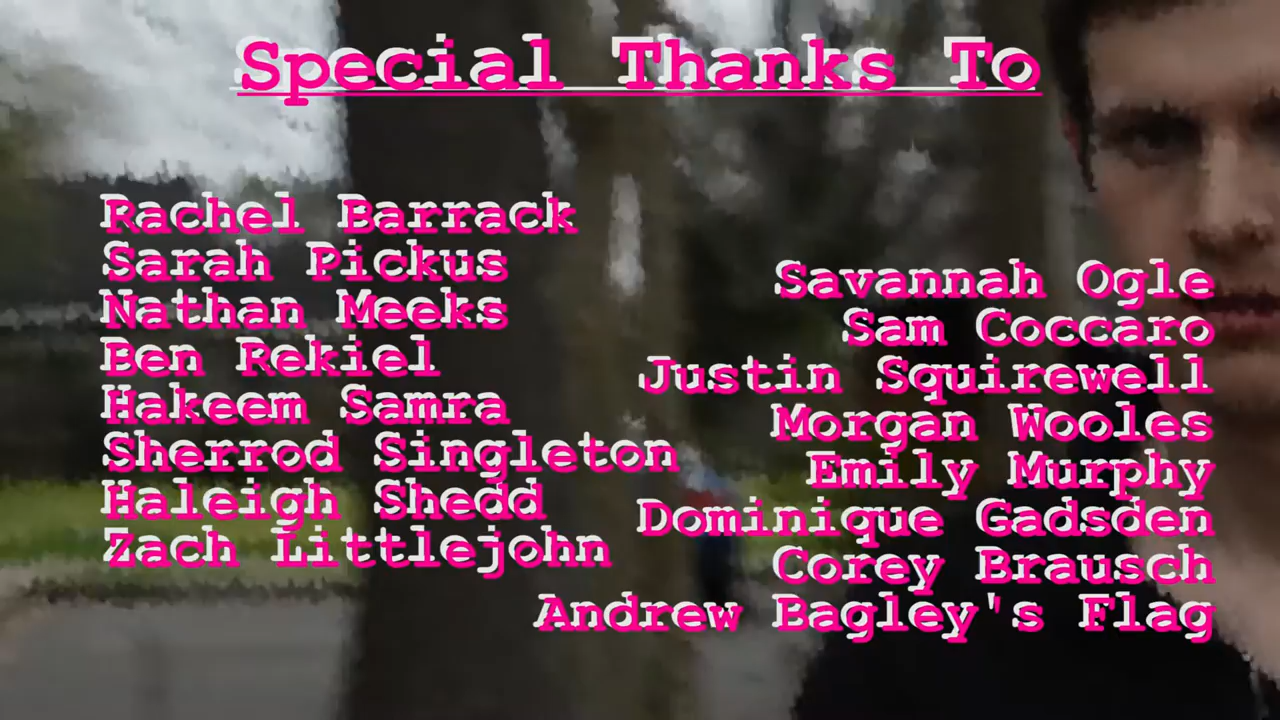 Special Thanks To
Rachel Barrack
Sarah Pickus
Nathan Meeks
Ben Rekiel
Hakeem Samra
Sherrod Singleton
Haleigh Shedd
Zach Littlejohn
Savannah Ogle
Sam Coccaro
Justin Squirewell
Morgan Wooles
Emily Murphy
Dominique Gadsden
Corey Brausch
Andrew Bagley's Flag